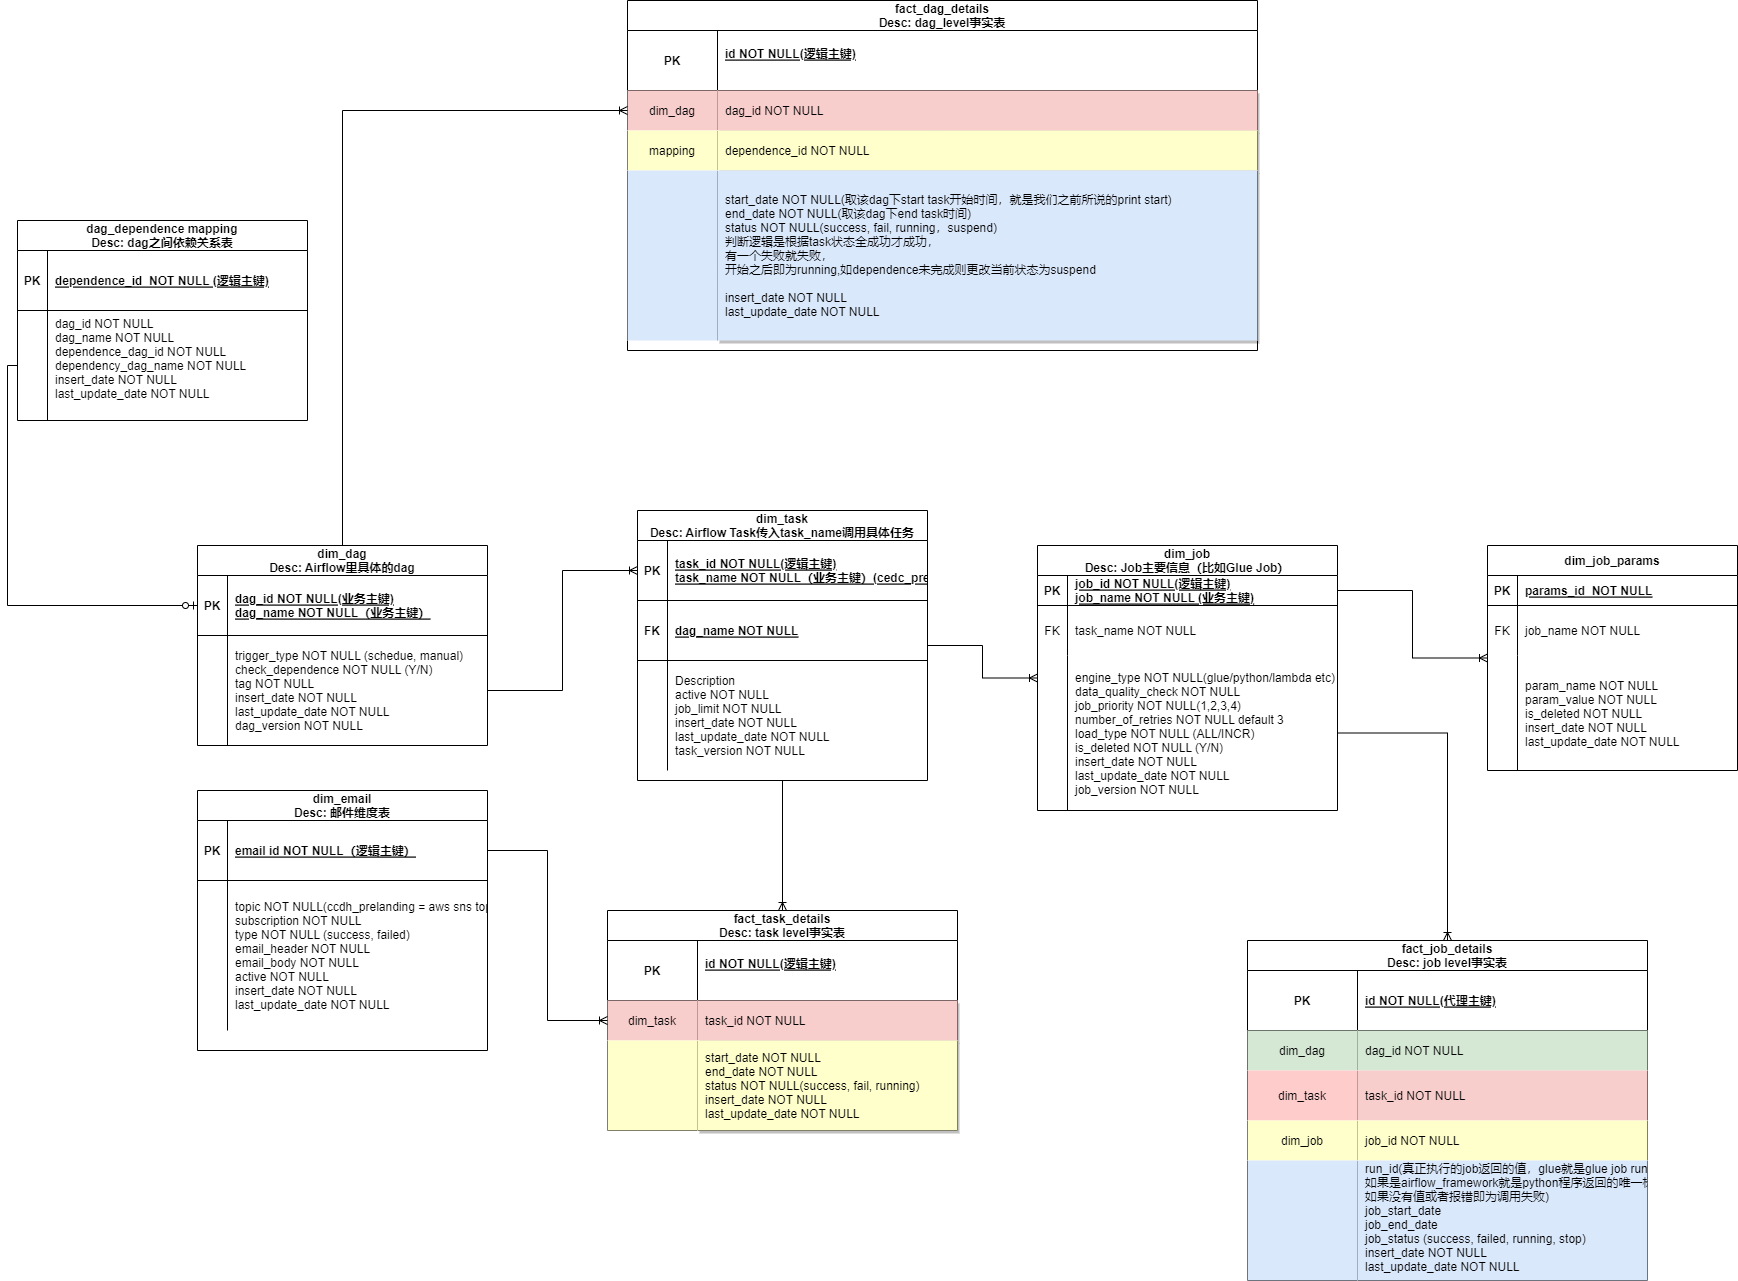 fact_dag_details
Desc: dag_level事实表
PK
id NOT NULL(逻辑主键)
dim_dag
dag_id NOT NULL
mapping
dependence_id NOT NULL
start_date NOT NULL(取该dag下start task开始时间，就是我们之前所说的print start)
end_date NOT NULL(取该dag下end task时间)
status NOT NULL(success, fail, running，suspend)
判断逻辑是根据task状态全成功才成功，
有一个失败就失败，
开始之后即为running,如dependence未完成则更改当前状态为suspend
insert_date NOT NULL
last_update_date NOT NULL
dag_dependence mapping
Desc: dag之间依赖关系表
PK
dependence_id  NOT NULL (逻辑主键)
dag_id NOT NULL
dag_name NOT NULL
dependence_dag_id NOT NULL
dependency_dag_name NOT NULL
insert_date NOT NULL
last_update_date NOT NULL
dim_dag
Desc: Airflow里具体的dag
PK
dag_id NOT NULL(业务主键)
dag_name NOT NULL（业务主键）
trigger_type NOT NULL (schedue, manual)
check_dependence NOT NULL (Y/N)
tag NOT NULL
insert_date NOT NULL
last_update_date NOT NULL
dag_version NOT NULL
dim_task
Desc: Airflow Task传入task_name调用具体任务
PK
task_id NOT NULL(逻辑主键)
task_name NOT NULL（业务主键）(cedc_pre
FK
dag_name NOT NULL
Description
active NOT NULL
job_limit NOT NULL
insert_date NOT NULL
last_update_date NOT NULL
task_version NOT NULL
dim_job
Desc: Job主要信息（比如Glue Job）
PK
job_id NOT NULL(逻辑主键)
job_name NOT NULL (业务主键)
FK
task_name NOT NULL
engine_type NOT NULL(glue/python/lambda etc)
data_quality_check NOT NULL
job_priority NOT NULL(1,2,3,4)
number_of_retries NOT NULL default 3
load_type NOT NULL (ALL/INCR)
is_deleted NOT NULL (Y/N)
insert_date NOT NULL
last_update_date NOT NULL
job_version NOT NULL
dim_job_params
PK
params_id  NOT NULL
FK
job_name NOT NULL
param_name NOT NULL
param_value NOT NULL
is_deleted NOT NULL
insert_date NOT NULL
last_update_date NOT NULL
dim_email
Desc: 邮件维度表
PK
email id NOT NULL（逻辑主键）
topic NOT NULL(ccdh_prelanding = aws sns top
subscription NOT NULL
type NOT NULL (success, failed)
email_header NOT NULL
email_body NOT NULL
active NOT NULL
insert_date NOT NULL
last_update_date NOT NULL
fact_task_details
Desc: task level事实表
PK
id NOT NULL(逻辑主键)
dim_task
task_id NOT NULL
start_date NOT NULL
end_date NOT NULL
status NOT NULL(success, fail, running)
insert_date NOT NULL
last_update_date NOT NULL
fact_job_details
Desc: job level事实表
PK
id NOT NULL(代理主键)
dim_dag
dag_id NOT NULL
dim_task
task_id NOT NULL
dim_job
job_id NOT NULL
run_id(真正执行的job返回的值，glue就是glue job run
如果是airflow_framework就是python程序返回的唯一
如果没有值或者报错即为调用失败)
job_start_date
job_end_date
job_status (success, failed, running, stop)
insert_date NOT NULL
last_update_date NOT NULL